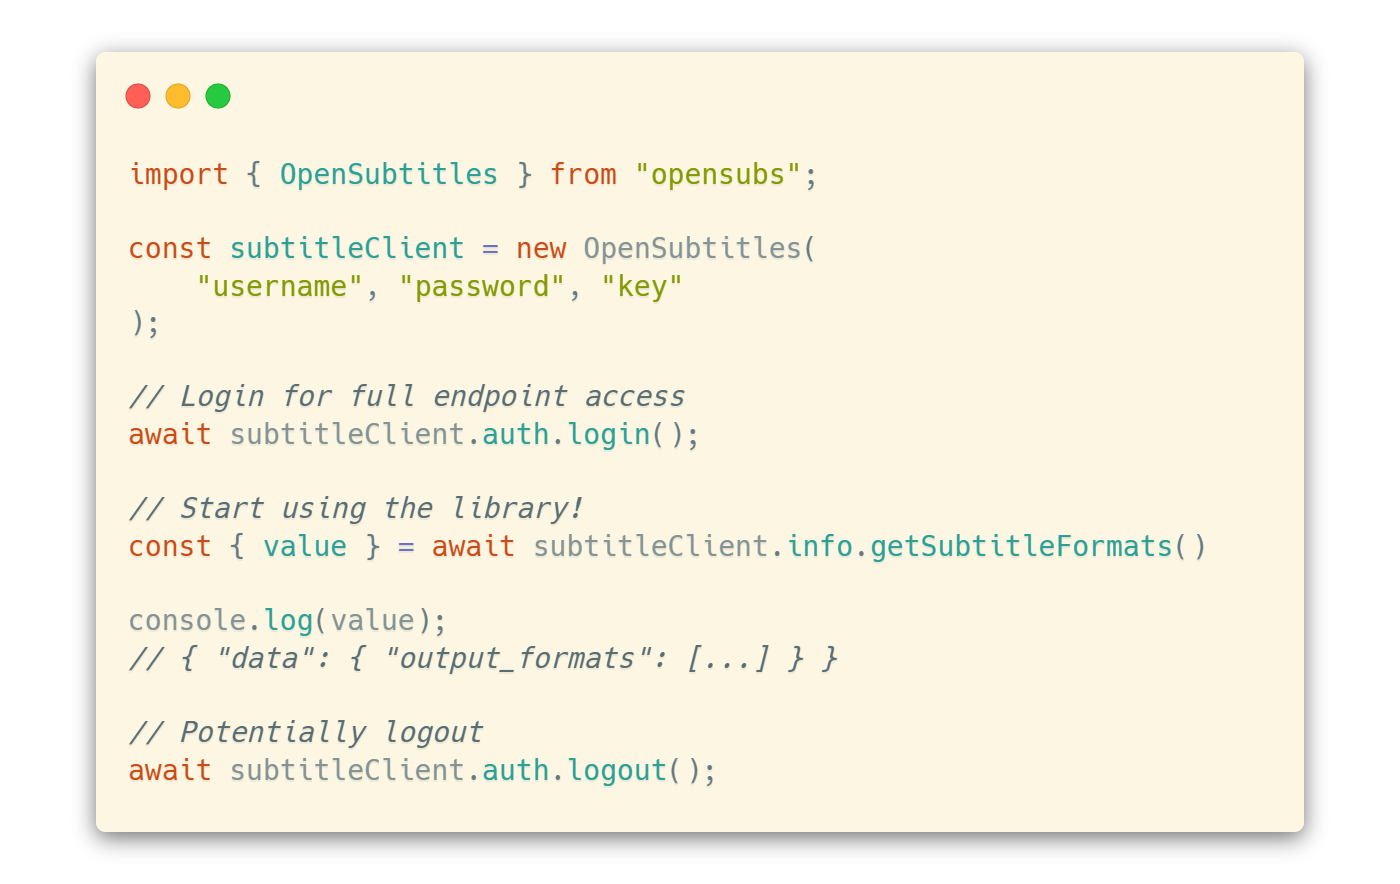 import { OpenSubtitles } from "opensubs";

const subtitleClient = new OpenSubtitles(
    "username", "password", "key"
);

// Login for full endpoint access
await subtitleClient.auth.login();

// Start using the library!
const { value } = await subtitleClient.info.getSubtitleFormats()

console.log(value);
// { "data": { "output_formats": [...] } }

// Potentially logout
await subtitleClient.auth.logout();